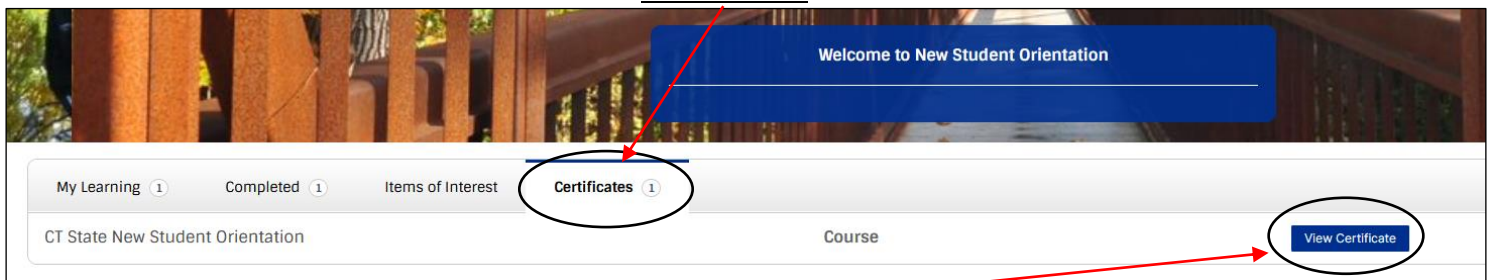 Welcome to New Student Orientation
My Learning 1 Completed 1 Items of Interest Certificates 1
CT State New Student Orientation Course View Certificate